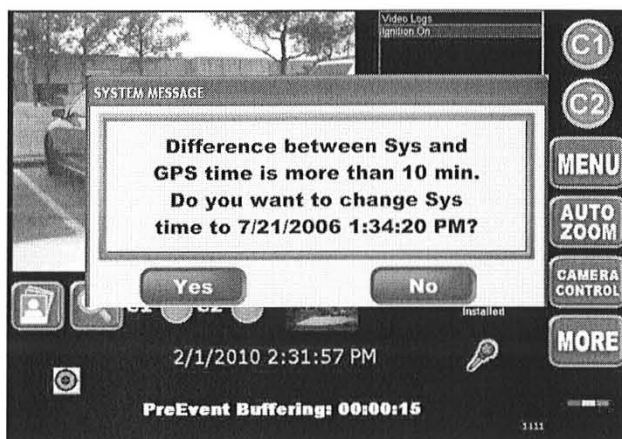 Video Logs
Ignition On
C1
C2
SYSTEM MESSAGE
Difference between Sys and
GPS time is more than 10 min.
Do you want to change Sys
time to 7/21/2006 1:34:20 PM?
Yes
No
MENU
AUTO
ZOOM
CAMERA
CONTROL
MORE
C2
Installed
2/1/2010 2:31:57 PM
PreEvent Buffering: 00:00:15